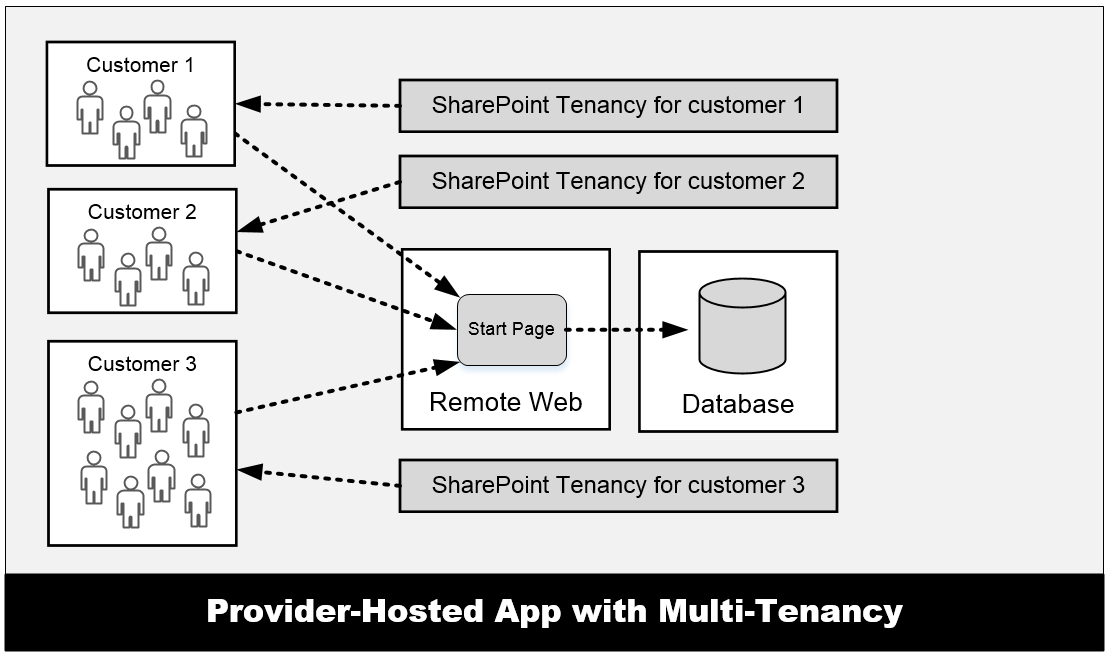 Customer 1
SharePoint Tenancy for customer 1
SharePoint Tenancy for customer 2
Customer 2
Start Page
Customer 3
Remote Web
Database
SharePoint Tenancy for customer 3
Provider-Hosted App with Multi-Tenancy